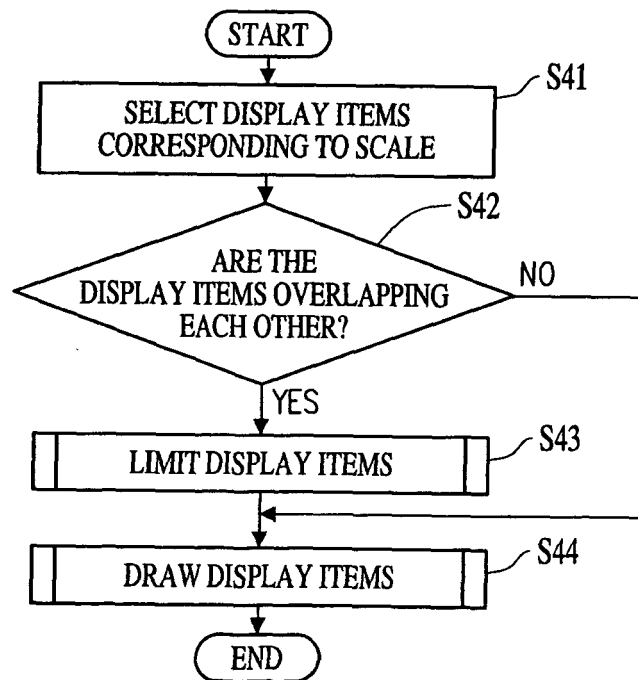 START
SELECT DISPLAY ITEMS
CORRESPONDING TO SCALE
S41
S42
ARE THE
DISPLAY ITEMS OVERLAPPING
EACH OTHER?
NO
YES
LIMIT DISPLAY ITEMS
S43
DRAW DISPLAY ITEMS
S44
END